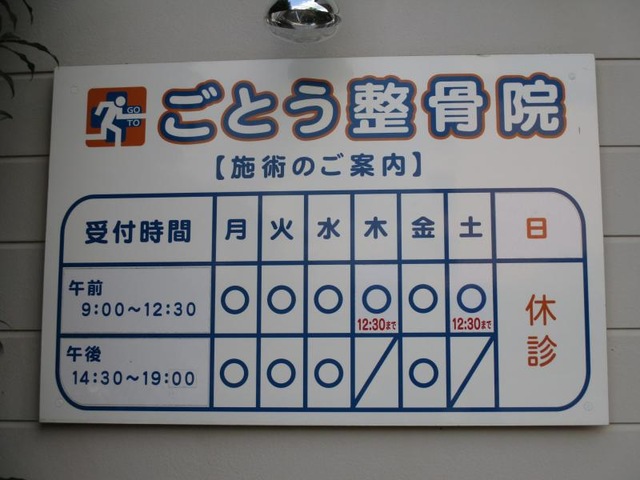 GO
TO
ごとう整骨院
【施術のご案内】
受付時間 月 火 水 木 金 土 日
午前
9:00～12:30 ○ ○ ○ ○ ○ ○
12:30まで 12:30まで
休診
午後
14:30～19:00 ○ ○ ○ ／ ○ ／